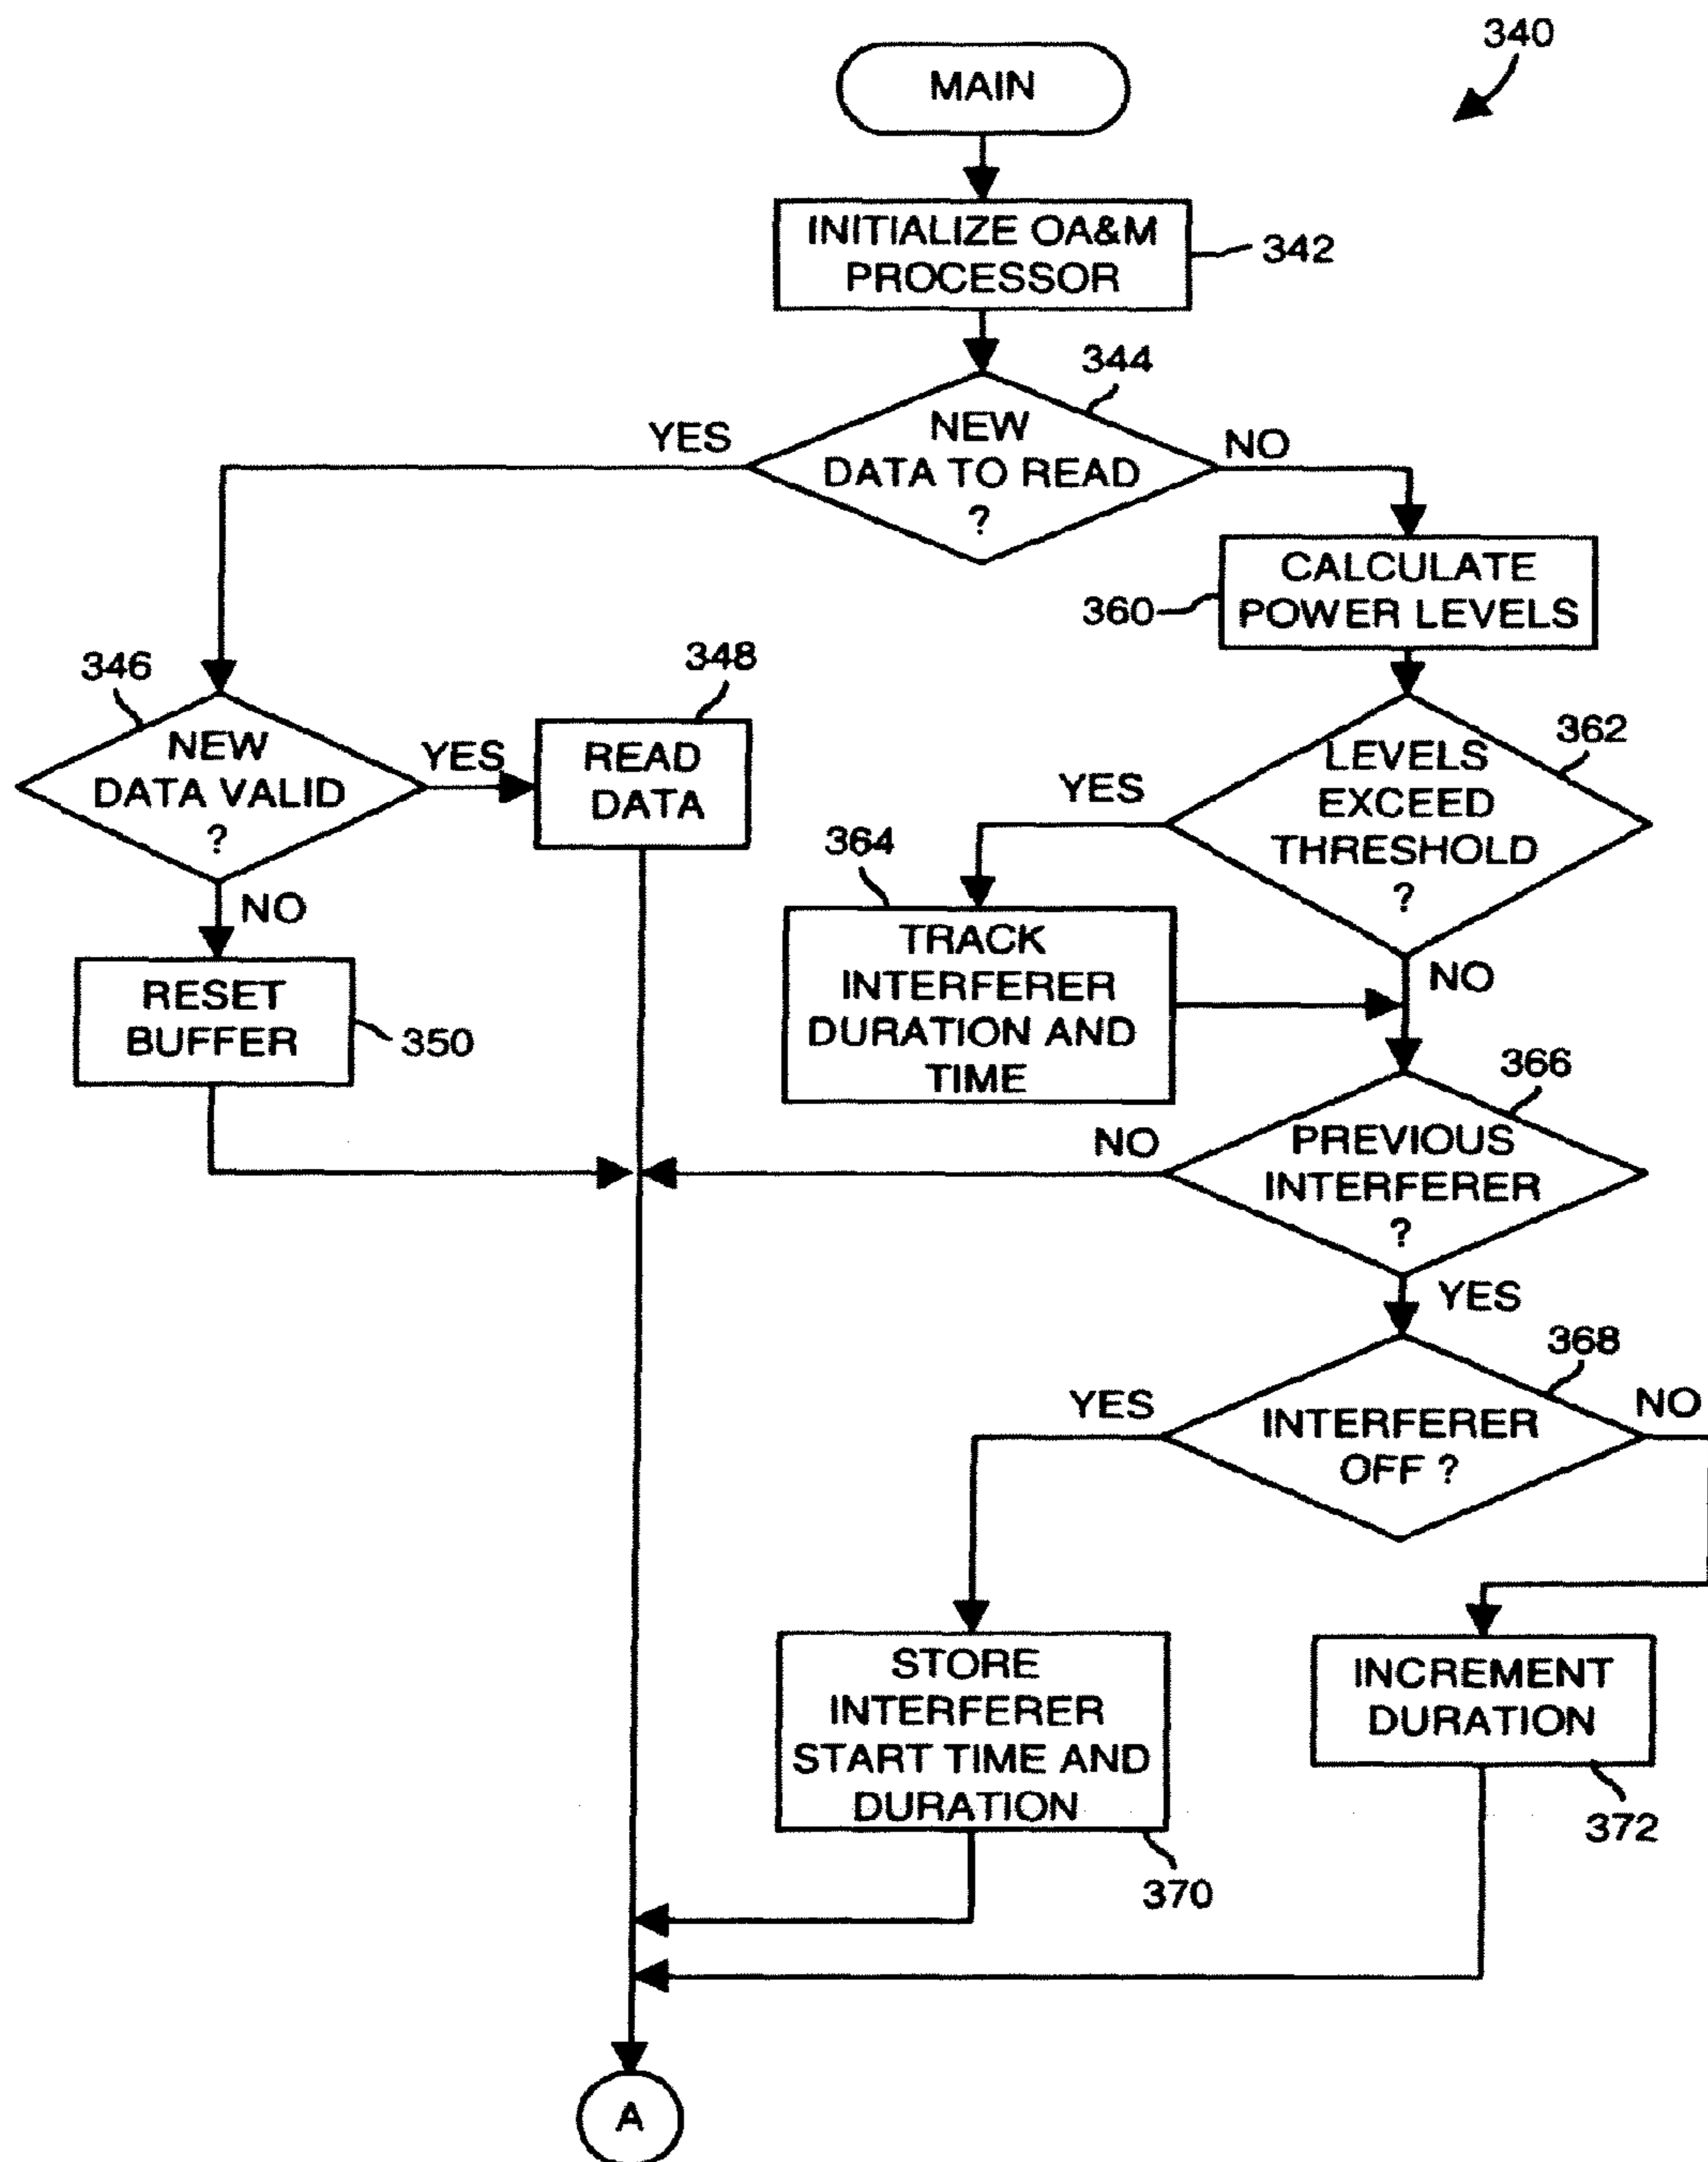 340
MAIN
INITIALIZE OA&M
PROCESSOR
342
344
NEW
DATA TO READ
?
YES
NO
CALCULATE
POWER LEVELS
360
346
NEW
DATA VALID
?
YES
348
READ
DATA
NO
RESET
BUFFER
350
362
LEVELS
EXCEED
THRESHOLD
?
YES
364
TRACK
INTERFERER
DURATION AND
TIME
NO
366
PREVIOUS
INTERFERER
?
NO
YES
368
INTERFERER
OFF ?
YES
NO
STORE
INTERFERER
START TIME AND
DURATION
370
INCREMENT
DURATION
372
A